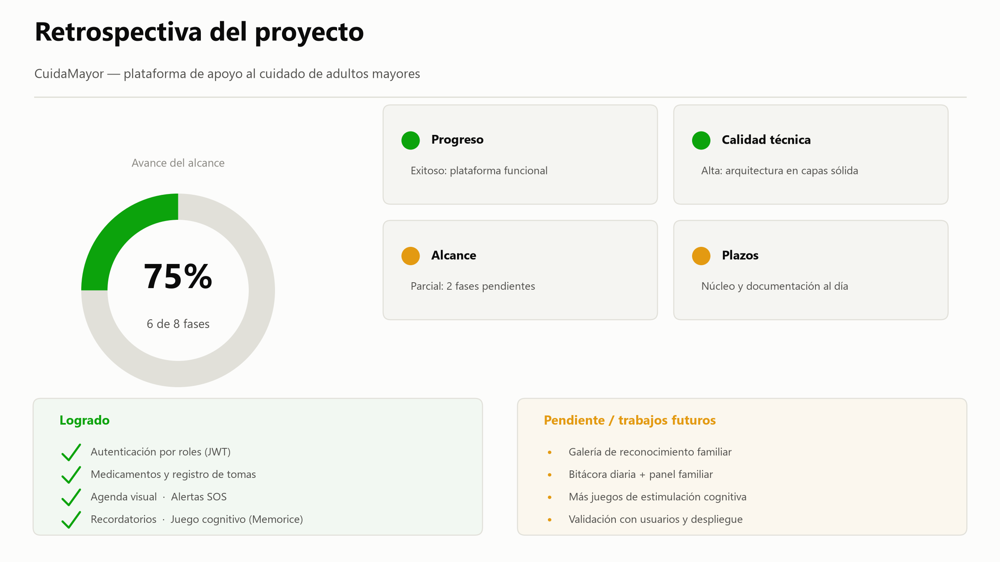 Retrospectiva del proyecto
CuidaMayor — plataforma de apoyo al cuidado de adultos mayores
Avance del alcance
75%
6 de 8 fases
Progreso
Exitoso: plataforma funcional
Calidad técnica
Alta: arquitectura en capas sólida
Alcance
Parcial: 2 fases pendientes
Plazos
Núcleo y documentación al día
Logrado
Autenticación por roles (JWT)
Medicamentos y registro de tomas
Agenda visual · Alertas SOS
Recordatorios · Juego cognitivo (Memorice)
Pendiente / trabajos futuros
• Galería de reconocimiento familiar
• Bitácora diaria + panel familiar
• Más juegos de estimulación cognitiva
• Validación con usuarios y despliegue